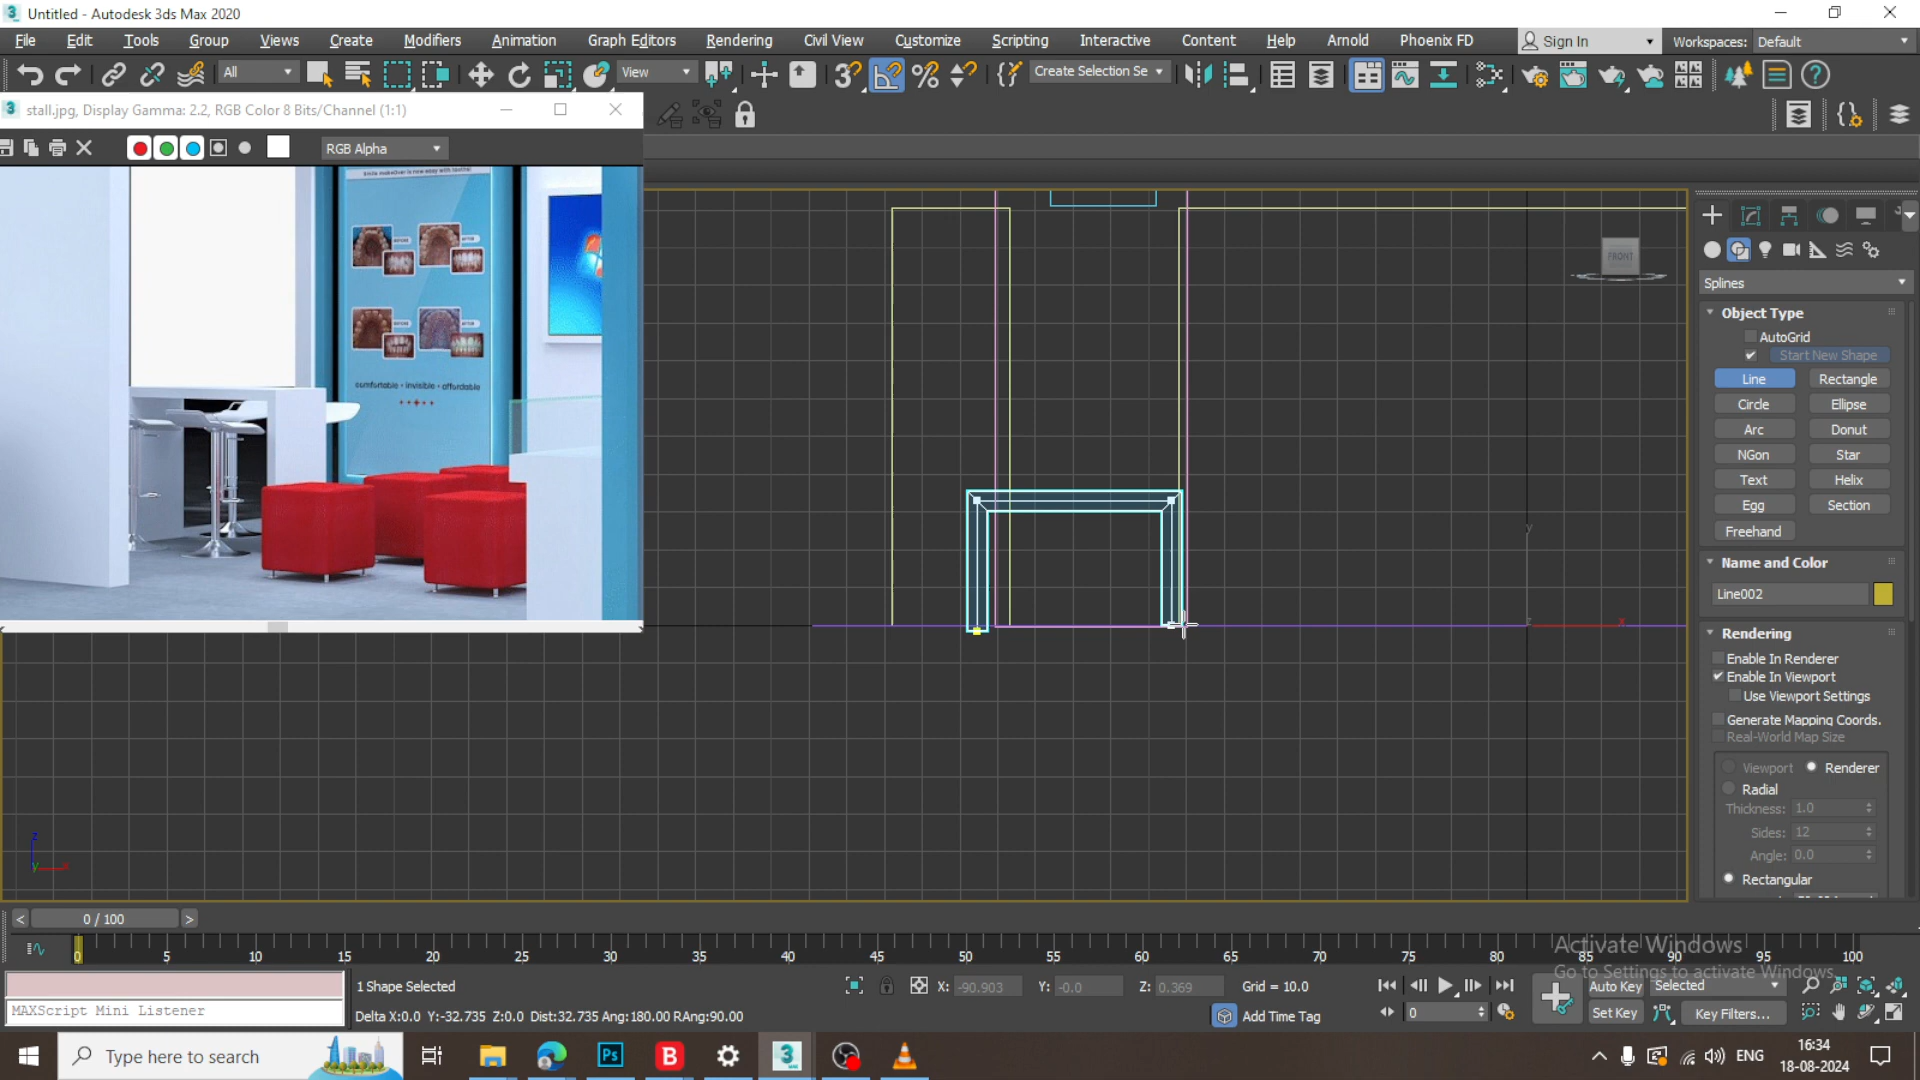 Untitled - Autodesk 3ds Max 2020
File Edit Tools Group Views Create Modifiers Animation Graph Editors Rendering Civil View Customize Scripting Interactive Content Help Arnold Phoenix FD
Sign In Workspaces: Default
All View Create Selection Se
stall.jpg, Display Gamma: 2.2, RGB Color 8 Bits/Channel (1:1)
RGB Alpha
comfortable • invisible • affordable
FRONT
Splines
Object Type
AutoGrid
Start New Shape
Line Rectangle
Circle Ellipse
Arc Donut
NGon Star
Text Helix
Egg Section
Freehand
Name and Color
Line002
Rendering
Enable In Renderer
Enable In Viewport
Use Viewport Settings
Generate Mapping Coords.
Real-World Map Size
Viewport Renderer
Radial
Thickness: 1.0
Sides: 12
Angle: 0.0
Rectangular
y
z x
z
y x
< 0 / 100 >
0 5 10 15 20 25 30 35 40 45 50 55 60 65 70 75 80 85 90 95 100
Activate Windows
Go to Settings to activate Windows.
1 Shape Selected X: -90.903 Y: -0.0 Z: 0.369 Grid = 10.0 Auto Key Selected
MAXScript Mini Listener
Delta X:0.0 Y:-32.735 Z:0.0 Dist:32.735 Ang:180.00 RAng:90.00 Add Time Tag 0 Set Key Key Filters...
Type here to search
Ps B 3 ENG
16:34
18-08-2024